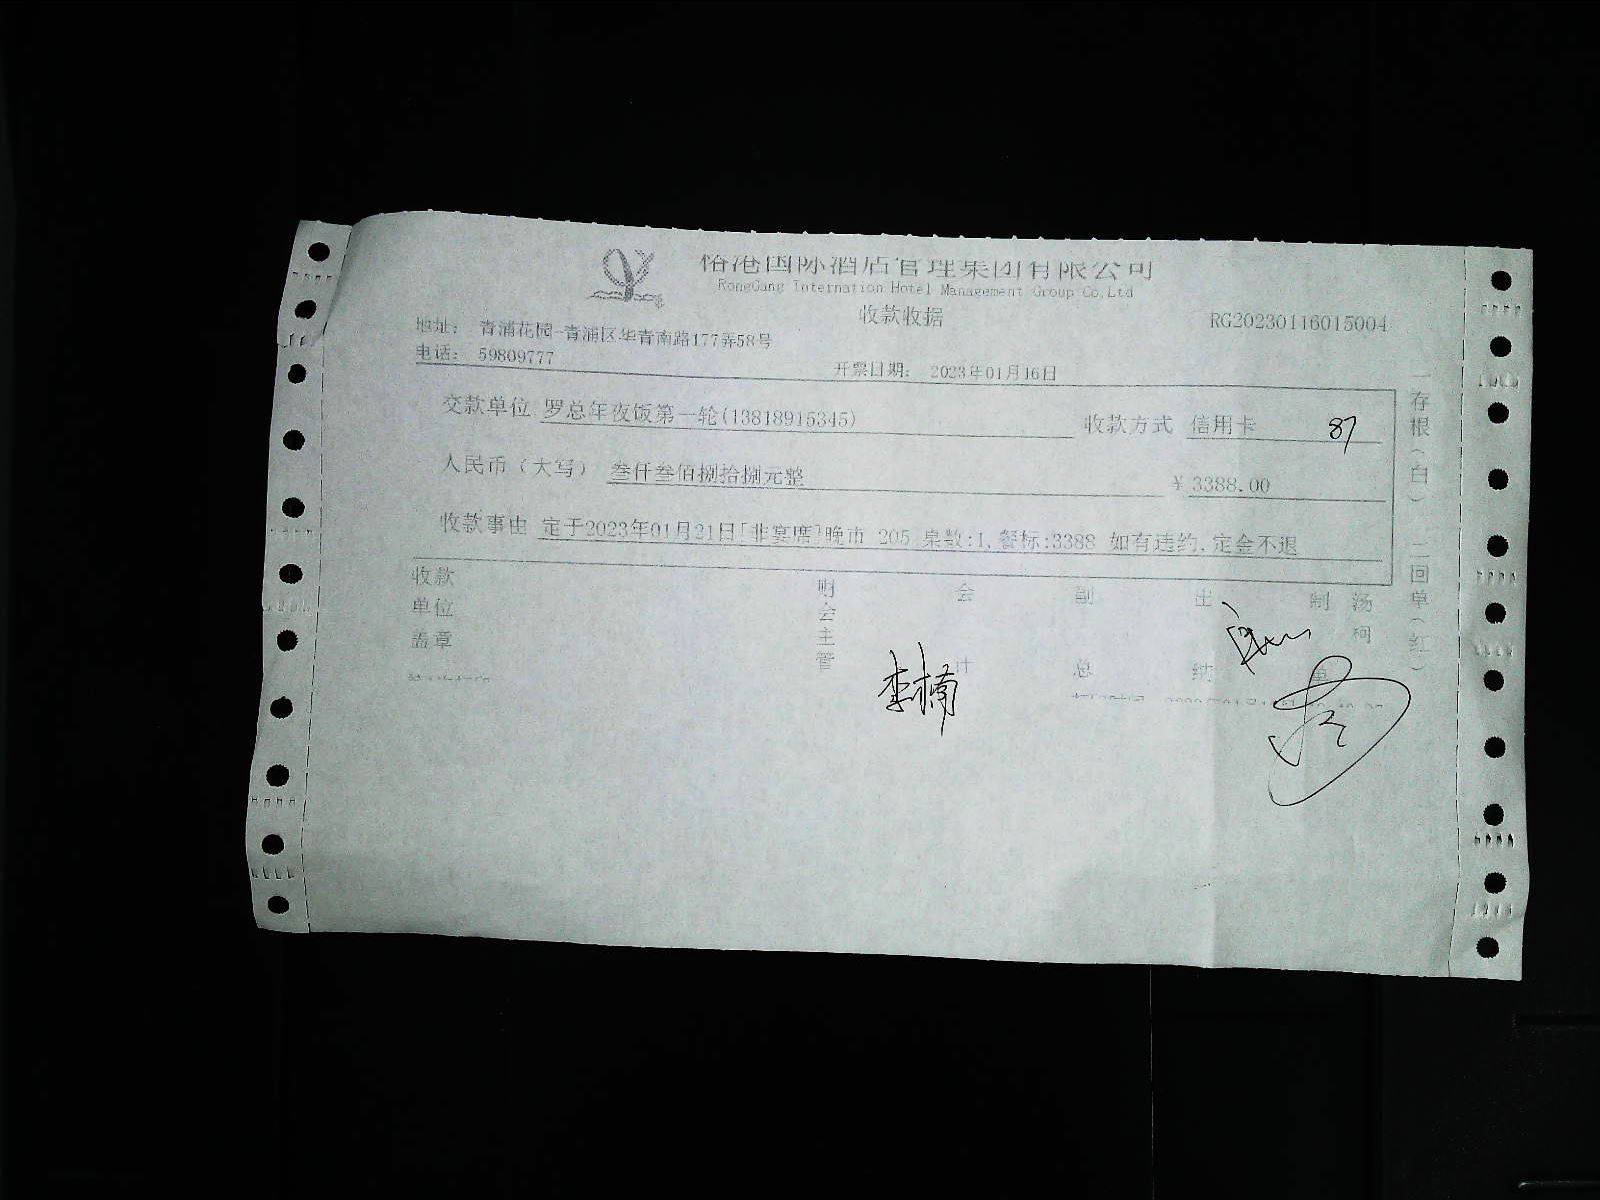 国际酒店管理集团有限公司
RongGang Internation Hotel Management Group Co.Ltd
收款收据
RG20230116015004
地址： 青浦花园-青浦区华青南路177弄58号
电话： 59809777
开票日期： 2023年01月16日
交款单位 罗总年夜饭第一轮(13818915345) 收款方式 信用卡 87
人民币（大写） 叁仟叁佰捌拾捌元整 ¥ 3388.00
收款事由 定于2023年01月21日[非宴席]晚市 205 桌数:1,餐标:3388 如有违约,定金不退
收款单位盖章 财会主管 李楠 会计 副总 出纳 制单 汤柯
存根(白) 二回单(红)